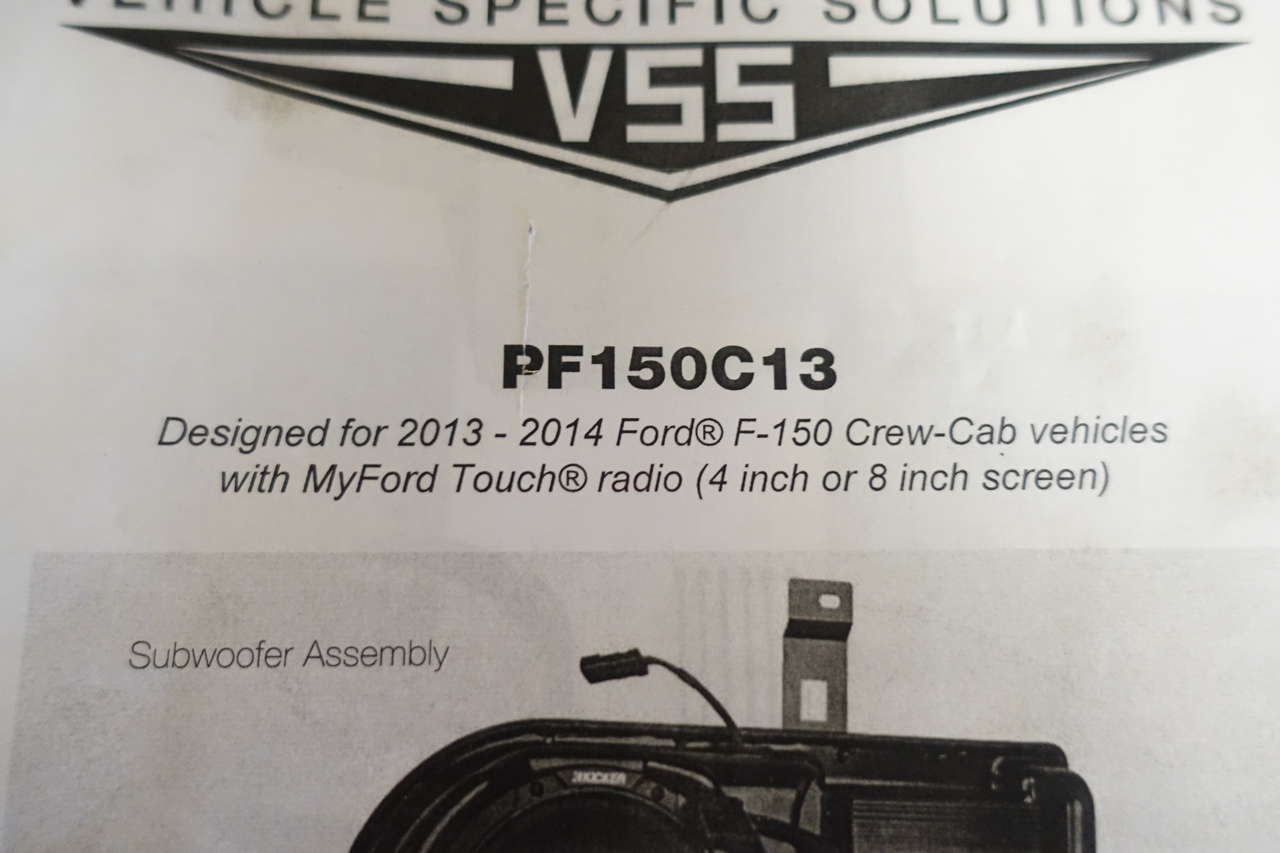 VEHICLE SPECIFIC SOLUTIONS
VSS
PF150C13
Designed for 2013 - 2014 Ford® F-150 Crew-Cab vehicles
with MyFord Touch® radio (4 inch or 8 inch screen)
Subwoofer Assembly
KICKER